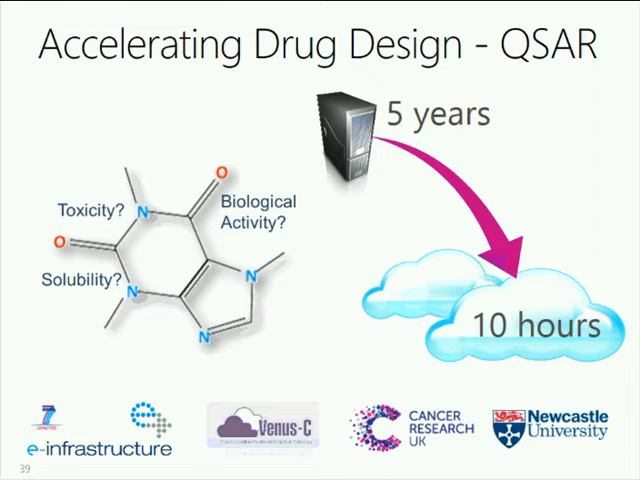 Accelerating Drug Design - QSAR
5 years
O
Toxicity?
N
Biological
Activity?
O
Solubility?
N
N
N
10 hours
7
e-infrastructure
Venus-C
CANCER
RESEARCH
UK
Newcastle
University
39